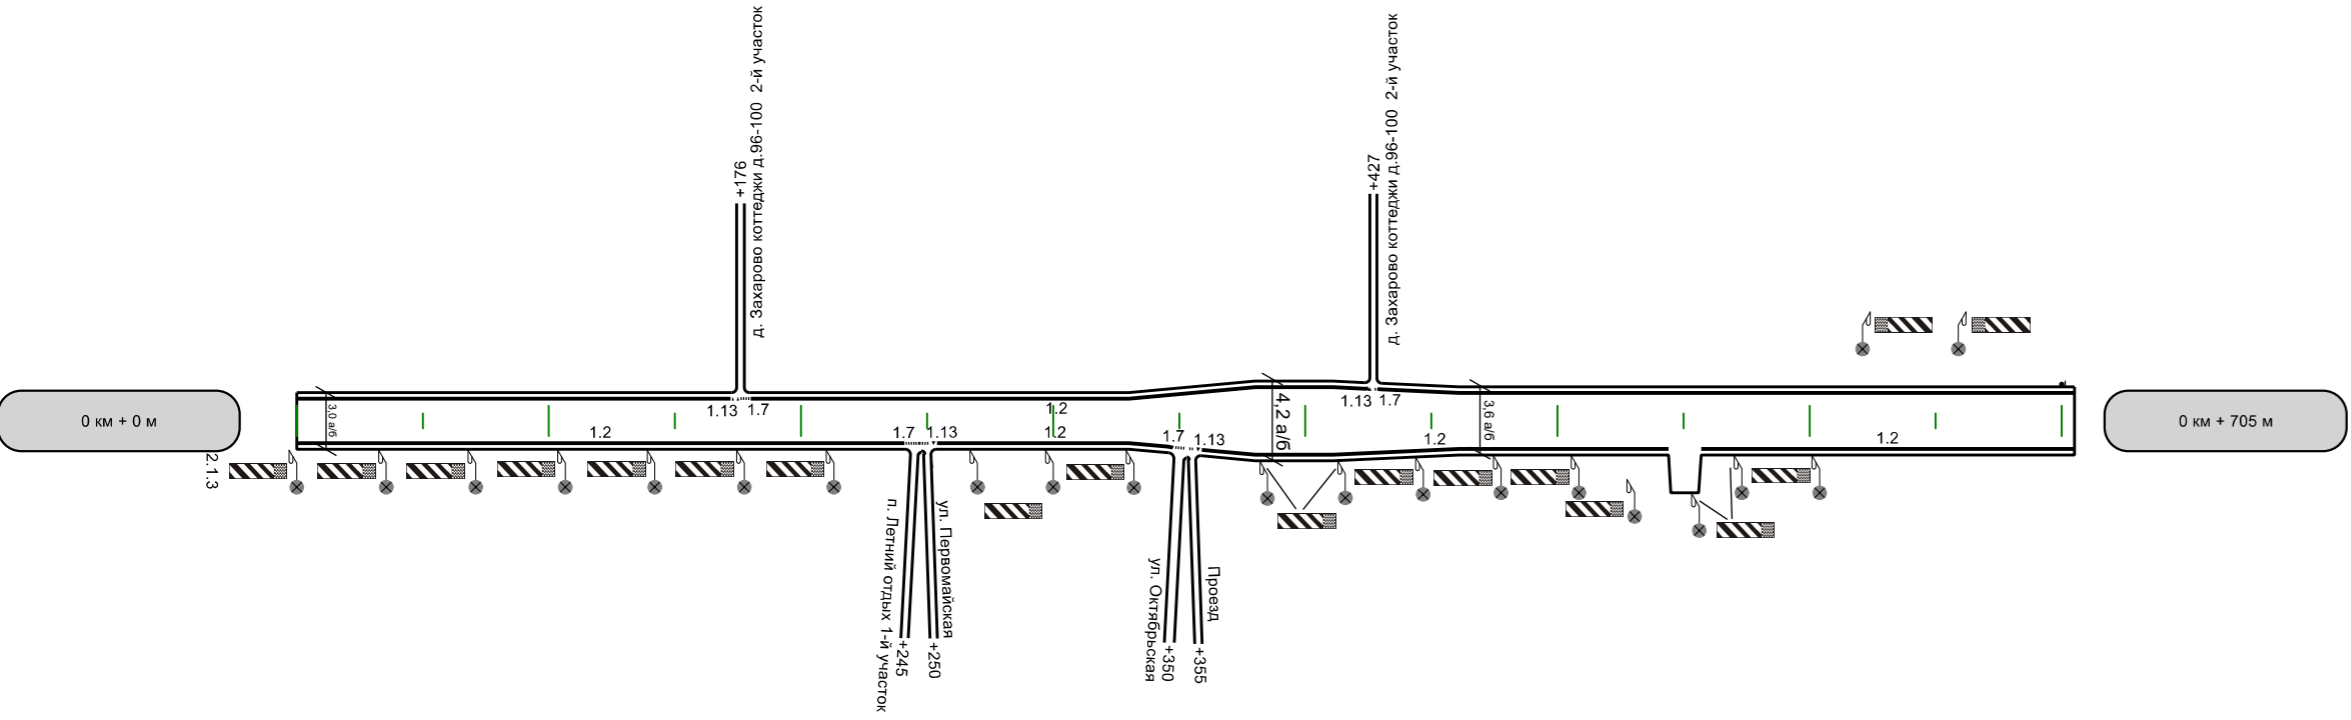 +176
д. Захарово коттеджи д.96-100 2-й участок
+427
д. Захарово коттеджи д.96-100 2-й участок
0 км + 0 м
0 км + 705 м
3,0 а/б
4,2 а/б
3,6 а/б
1.13 1.7
1.2
1.13 1.7
1.2
1.7 1.13
1.2
1.7 1.13
1.2
1.2
2.1.3
п. Летний отдых 1-й участок
+245
ул. Первомайская
+250
ул. Октябрьская
+350
Проезд
+355